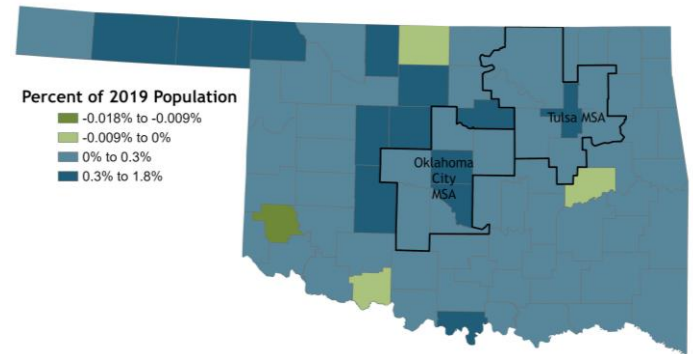 Percent of 2019 Population
-0.018% to -0.009%
-0.009% to 0%
0% to 0.3%
0.3% to 1.8%
Tulsa MSA
Oklahoma
City
MSA